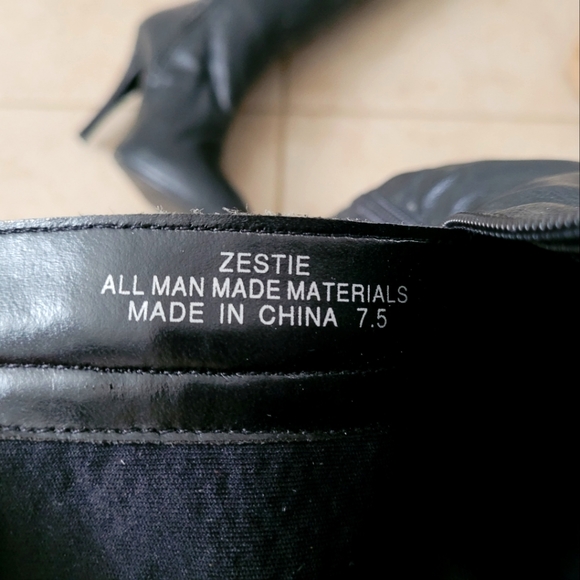 ZESTIE
ALL MAN MADE MATERIALS
MADE IN CHINA 7.5